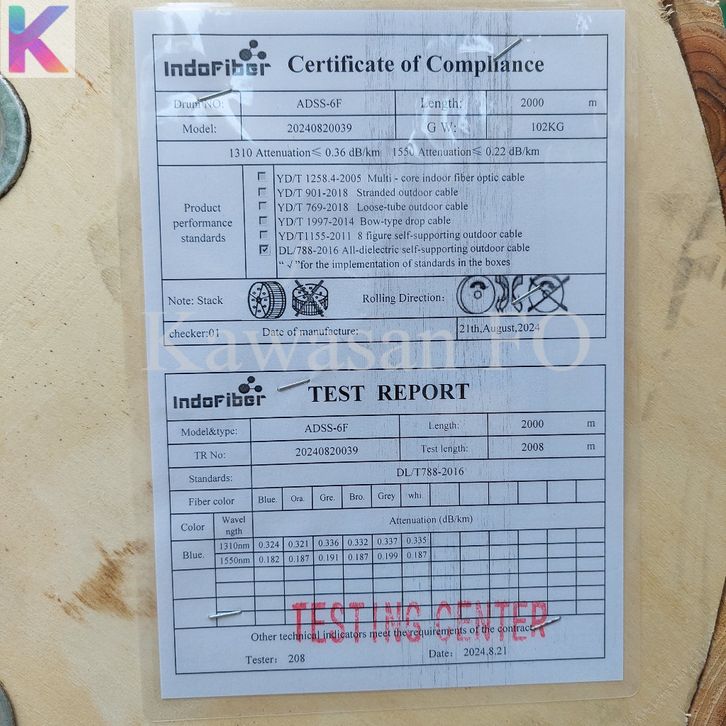 K
IndoFiber Certificate of Compliance
Drum NO: ADSS-6F Length: 2000 m
Model: 20240820039 G W: 102KG
1310 Attenuation≤ 0.36 dB/km 1550 Attenuation≤0.22 dB/km
Product performance standards
YD/T 1258.4-2005 Multi - core indoor fiber optic cable
YD/T 901-2018 Stranded outdoor cable
YD/T 769-2018 Loose-tube outdoor cable
YD/T 1997-2014 Bow-type drop cable
YD/T1155-2011 8 figure self-supporting outdoor cable
DL/788-2016 All-dielectric self-supporting outdoor cable
“ √ ”for the implementation of standards in the boxes
Note: Stack Rolling Direction:
checker:01 Date of manufacture: 21th,August,2024
Kawasan FO
IndoFiber TEST REPORT
Model&type: ADSS-6F Length: 2000 m
TR No: 20240820039 Test length: 2008 m
Standards: DL/T788-2016
Fiber color Blue. Ora. Gre. Bro. Grey whi.
Color Wavel ngth Attenuation (dB/km)
Blue. 1310nm 0.324 0.321 0.336 0.332 0.337 0.335
1550nm 0.182 0.187 0.191 0.187 0.199 0.187
TESTING CENTER
Other technical indicators meet the requirements of the contract.
Tester: 208 Date: 2024,8.21